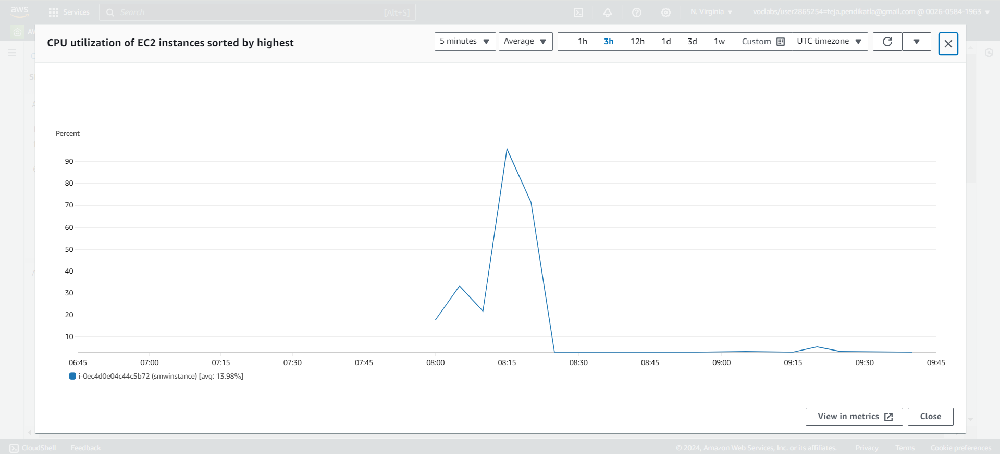 aws
Services
Search
[Alt+S]
N. Virginia
voclabs/user2865254=teja.pendikatla@gmail.com @ 0026-0584-1963
CPU utilization of EC2 instances sorted by highest
5 minutes
Average
1h 3h 12h 1d 3d 1w Custom
UTC timezone
Percent
90
80
70
60
50
40
30
20
10
06:45 07:00 07:15 07:30 07:45 08:00 08:15 08:30 08:45 09:00 09:15 09:30 09:45
i-0ec4d0e04c44c5b72 (smwinstance) [avg: 13.98%]
View in metrics
Close
CloudShell
Feedback
© 2024, Amazon Web Services, Inc. or its affiliates.
Privacy
Terms
Cookie preferences